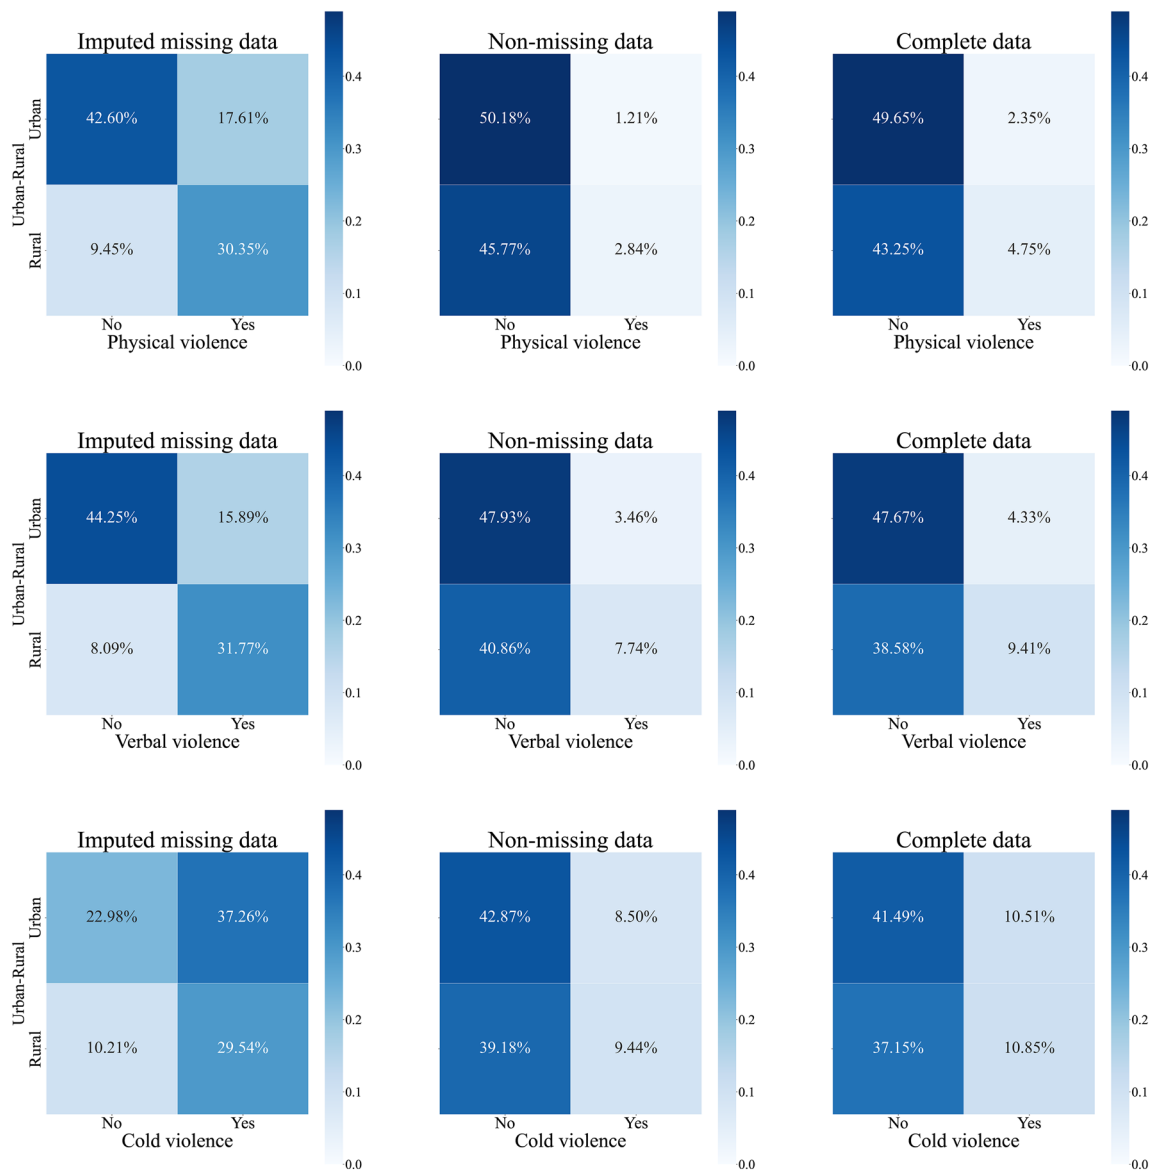 Imputed missing data
Urban-Rural
Urban
Rural
42.60%
17.61%
9.45%
30.35%
No
Yes
Physical violence
0.4
0.3
0.2
0.1
0.0
Non-missing data
50.18%
1.21%
45.77%
2.84%
No
Yes
Physical violence
0.4
0.3
0.2
0.1
0.0
Complete data
49.65%
2.35%
43.25%
4.75%
No
Yes
Physical violence
0.4
0.3
0.2
0.1
0.0
Imputed missing data
Urban-Rural
Urban
Rural
44.25%
15.89%
8.09%
31.77%
No
Yes
Verbal violence
0.4
0.3
0.2
0.1
0.0
Non-missing data
47.93%
3.46%
40.86%
7.74%
No
Yes
Verbal violence
0.4
0.3
0.2
0.1
0.0
Complete data
47.67%
4.33%
38.58%
9.41%
No
Yes
Verbal violence
0.4
0.3
0.2
0.1
0.0
Imputed missing data
Urban-Rural
Urban
Rural
22.98%
37.26%
10.21%
29.54%
No
Yes
Cold violence
0.4
0.3
0.2
0.1
0.0
Non-missing data
42.87%
8.50%
39.18%
9.44%
No
Yes
Cold violence
0.4
0.3
0.2
0.1
0.0
Complete data
41.49%
10.51%
37.15%
10.85%
No
Yes
Cold violence
0.4
0.3
0.2
0.1
0.0